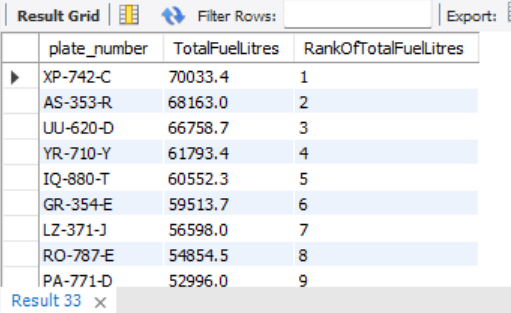 Result Grid Filter Rows: Export:
plate_number TotalFuelLitres RankOfTotalFuelLitres
XP-742-C 70033.4 1
AS-353-R 68163.0 2
UU-620-D 66758.7 3
YR-710-Y 61793.4 4
IQ-880-T 60552.3 5
GR-354-E 59513.7 6
LZ-371-J 56598.0 7
RO-787-E 54854.5 8
PA-771-D 52996.0 9
Result 33 ×